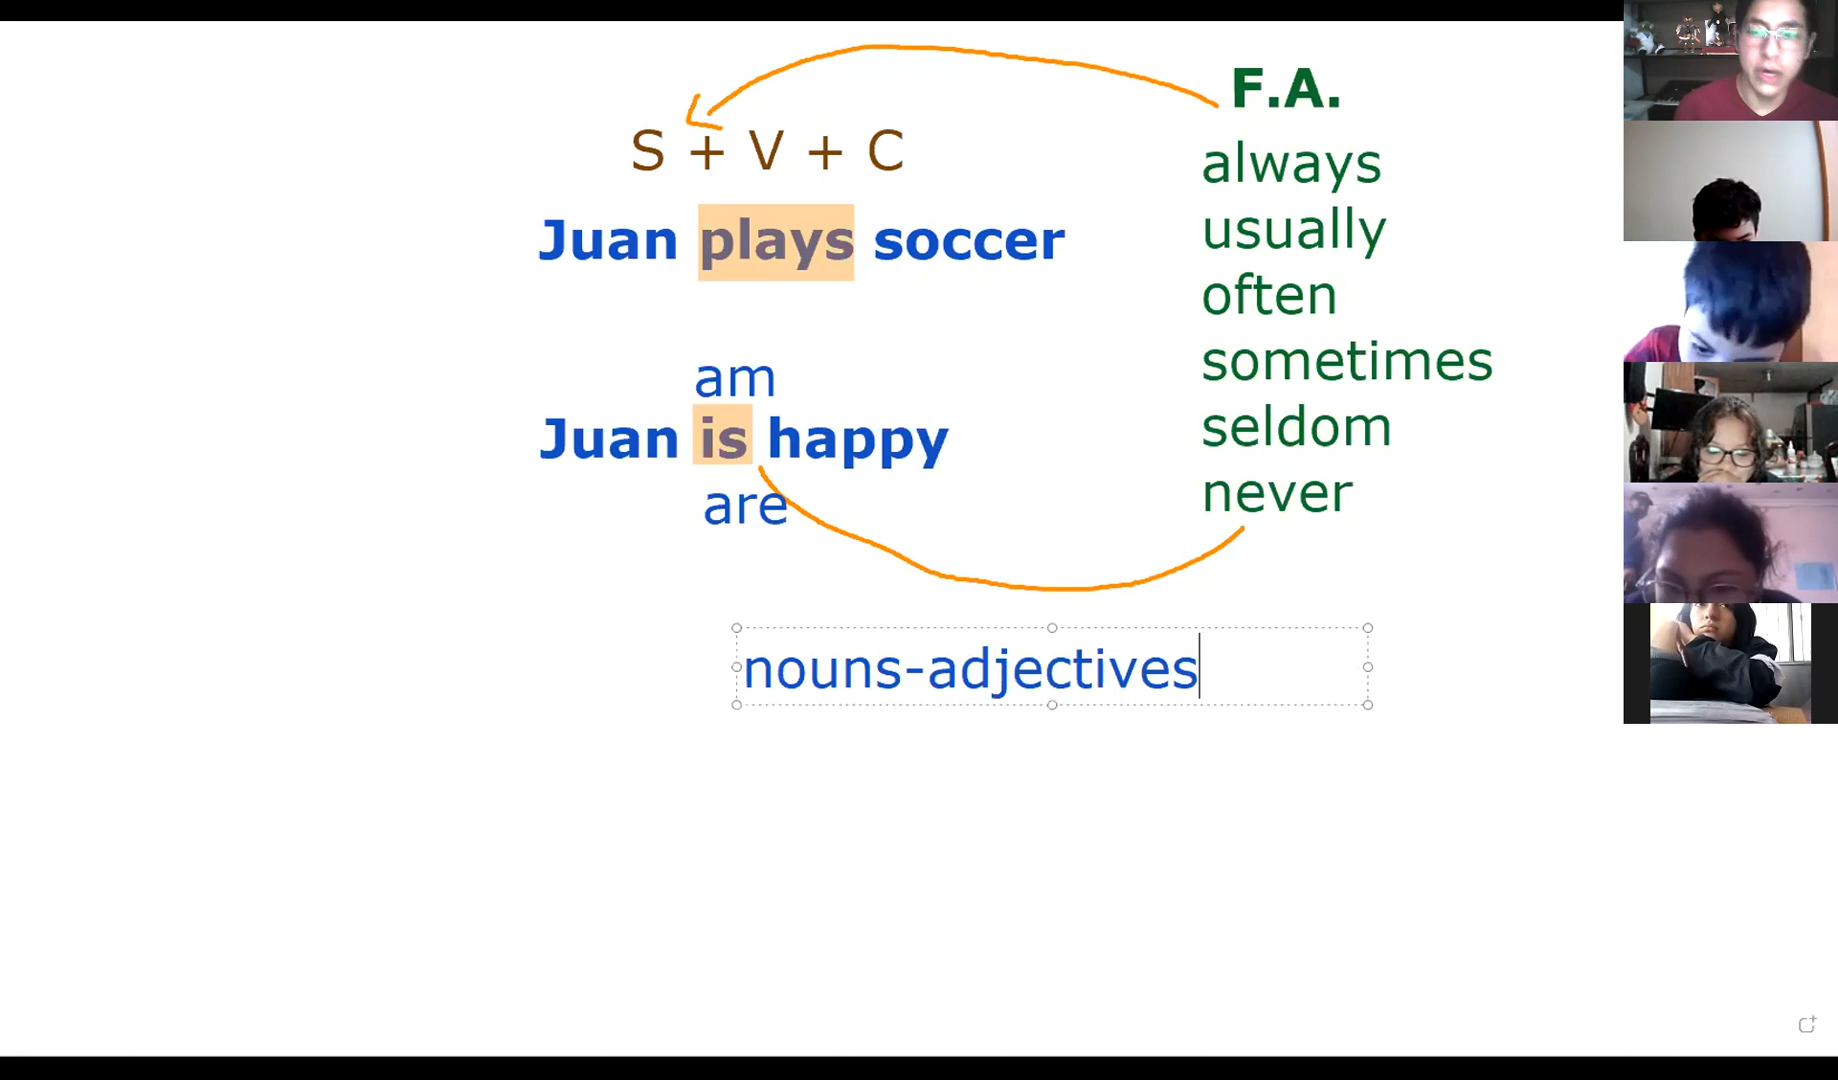 S + V + C
Juan plays soccer
am
Juan is happy
are
F.A.
always
usually
often
sometimes
seldom
never
nouns-adjectives